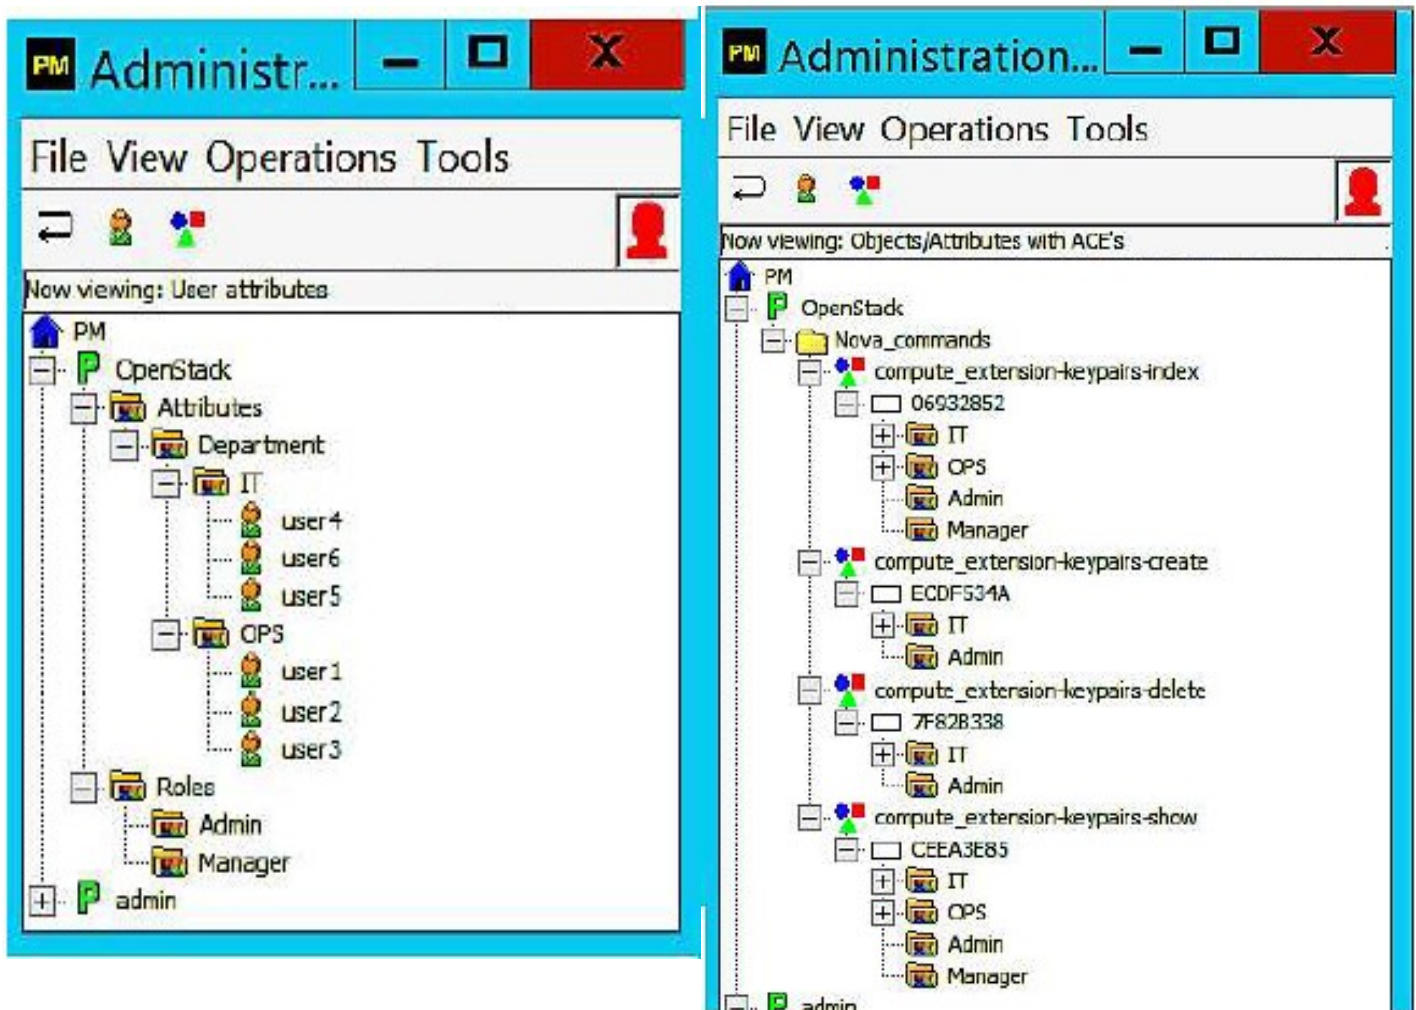 PM Administr...
File View Operations Tools
Now viewing: User attributes
PM
OpenStack
Attributes
Department
IT
user4
user6
user5
OPS
user1
user2
user3
Roles
Admin
Manager
admin
PM Administration...
File View Operations Tools
Now viewing: Objects/Attributes with ACE's
PM
OpenStack
Nova_commands
compute_extension-keypairs-index
06932852
IT
OPS
Admin
Manager
compute_extension-keypairs-create
ECDF534A
IT
Admin
compute_extension-keypairs-delete
7F82B338
IT
Admin
compute_extension-keypairs-show
CEEA3E85
IT
OPS
Admin
Manager
admin